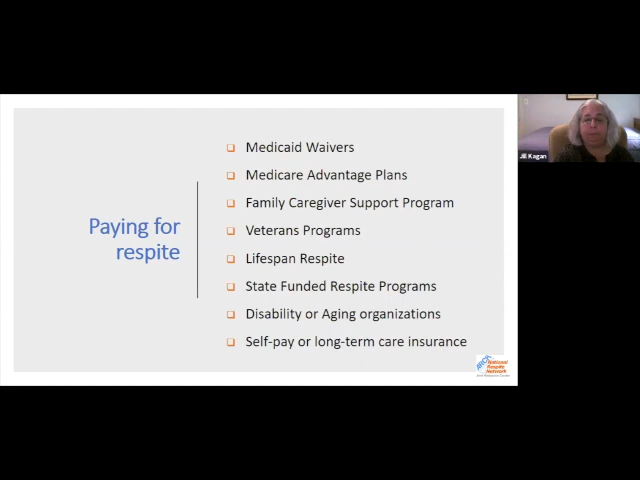 Paying for
respite
Medicaid Waivers
Medicare Advantage Plans
Family Caregiver Support Program
Veterans Programs
Lifespan Respite
State Funded Respite Programs
Disability or Aging organizations
Self-pay or long-term care insurance
Jill Kagan
ARCH
National
Respite
Network